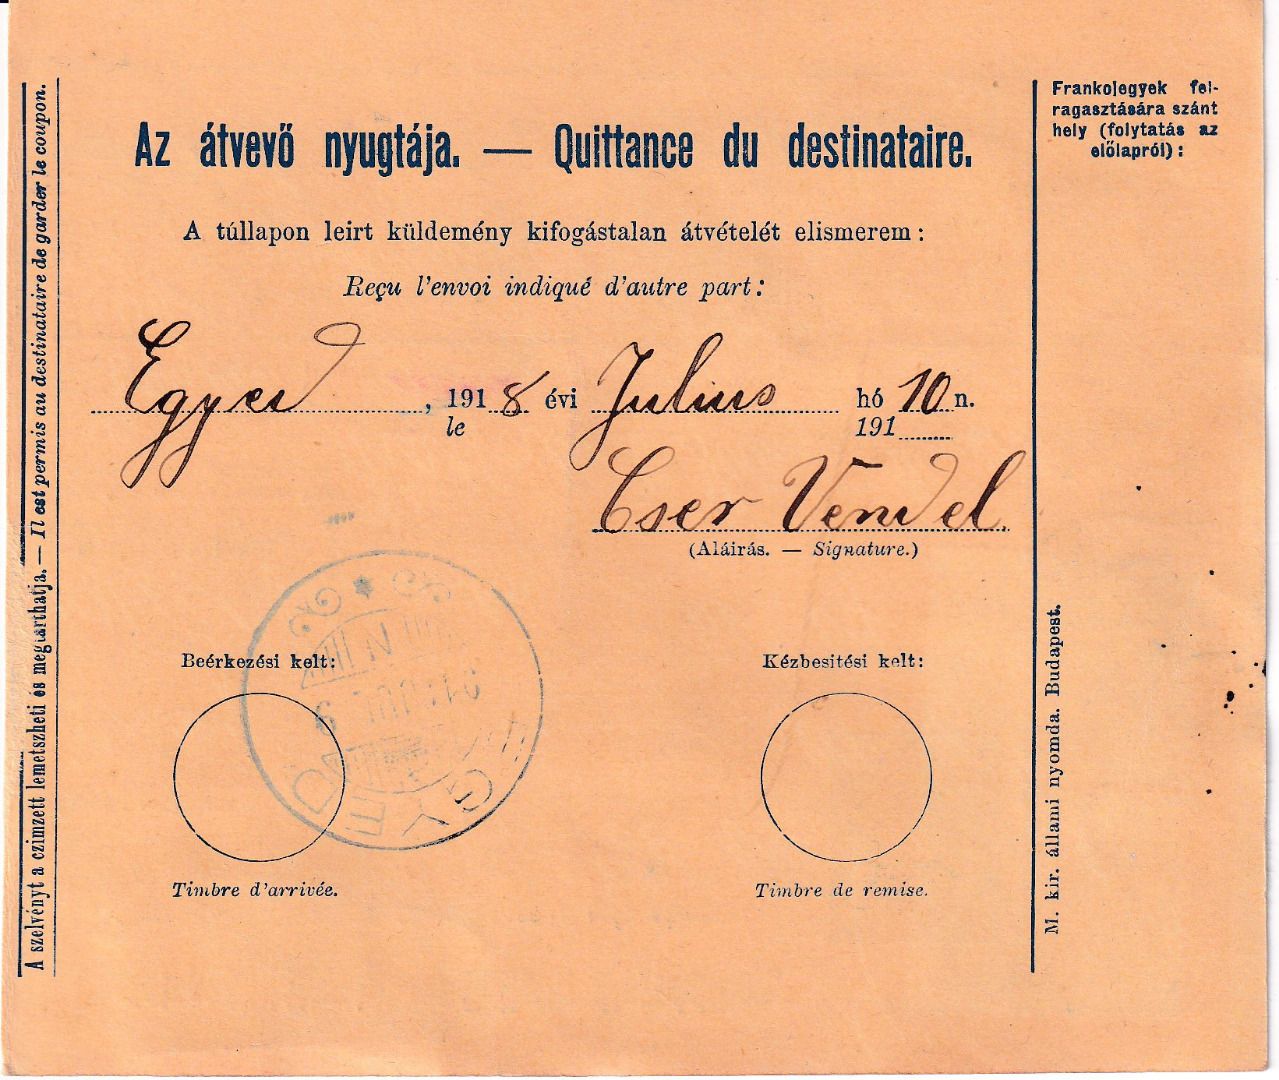 A szelvényt a czimzett lemetszheti és megtarthatja. — Il est permis au destinataire de garder le coupon.
Az átvevő nyugtája. — Quittance du destinataire.
A túllapon leirt küldemény kifogástalan átvételét elismerem :
Reçu l'envoi indiqué d'autre part :
Egyed, 1918 évi Julius hó 10 n.
le 191
Cser Vendel
(Aláirás. — Signature.)
Beérkezési kelt:
Kézbesitési kelt:
EGYED
Timbre d'arrivée.
Timbre de remise.
Frankojegyek fel-
ragasztására szánt
hely (folytatás az
előlapról) :
M. kir. állami nyomda. Budapest.